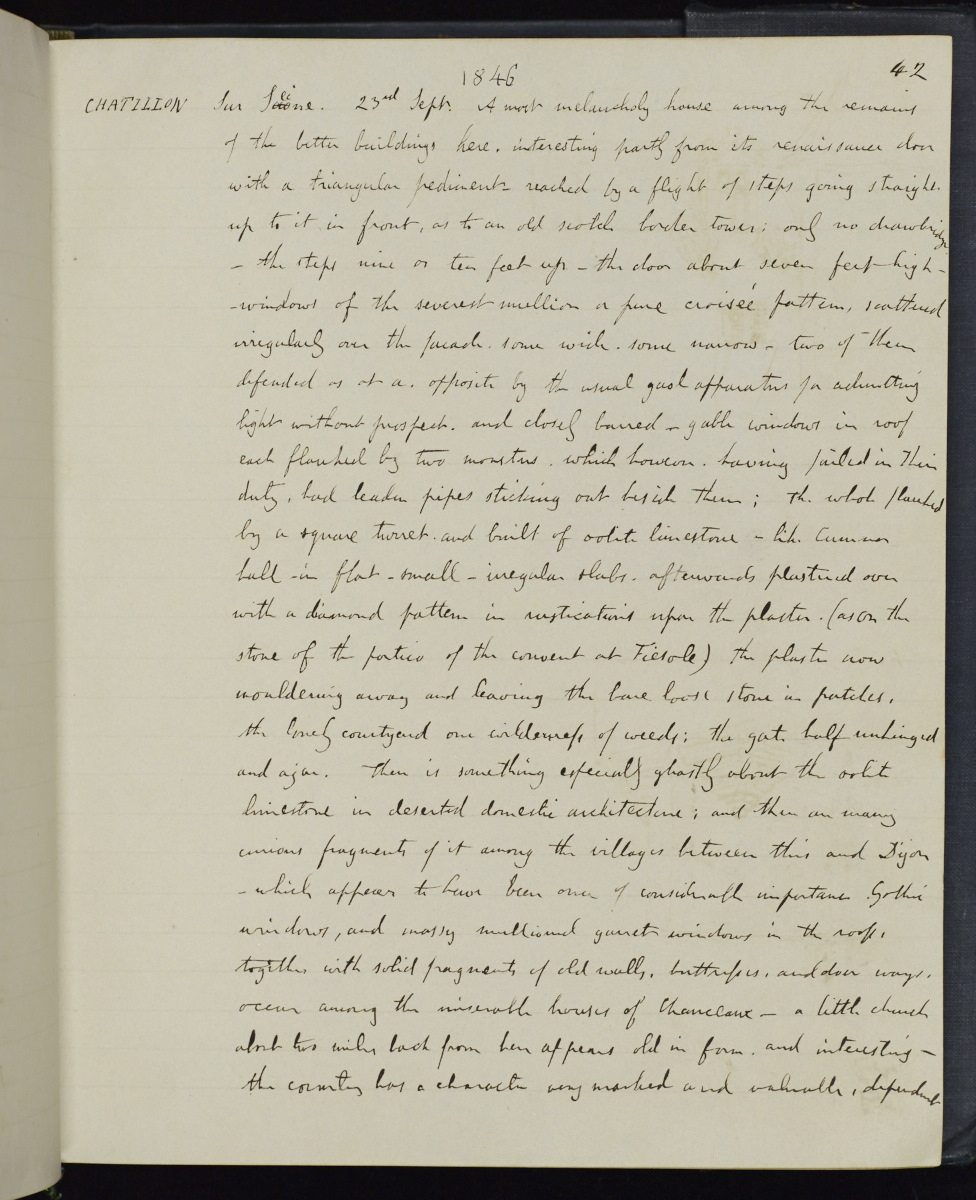 1846
42
CHATILLON Sur Seine. 23rd Sept. A most melancholy house among the remains
of the better buildings here. interesting partly from its renaissance door
with a triangular pediment reached by a flight of steps going straight.
up to it in front, as to an old scotch border tower; only no drawbridge
- the steps nine or ten feet up - the door about seven feet high -
- windows of the severest mullion or pure croiseé pattern, scattered
irregularly over the facade. some wide. some narrow - two of them
defended as at a. opposite by the usual gaol apparatus for admitting
light without prospect. and closely barred - gable windows in roof
each flanked by two monsters. which however. having failed in their
duty, had leaden pipes sticking out beside them; the whole flanked
by a square turret. and built of oolite limestone - like Cumnor
hall - in flat - small - irregular slabs. afterwards plastered over
with a diamond pattern in rustications upon the plaster. (as on the
stone of the portico of the convent at Fiesole) the plaster now
mouldering away and leaving the bare loose stone in patches.
the lonely courtyard one wilderness of weeds; the gate half unhinged
and ajar. There is something especially ghastly about the oolite
limestone in deserted domestic architecture; and there are many
curious fragments of it among the villages between this and Dijon
- which appear to have been once of considerable importance. Gothic
windows, and massy mullioned garret windows in the roofs.
together with solid fragments of old walls, buttresses, and door ways.
occur among the miserable houses of Chanceaux - a little church
about two miles back from here appears old in form. and interesting -
the country has a character very marked and valuable, dependent